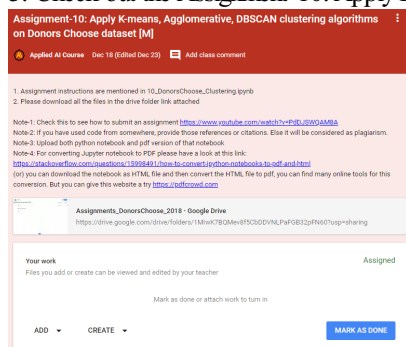 Assignment-10: Apply K-means, Agglomerative, DBSCAN clustering algorithms
on Donors Choose dataset [M]
Applied AI Course Dec 18 (Edited Dec 23) Add class comment
1. Assignment instructions are mentioned in 10_DonorsChoose_Clustering.ipynb
2. Please download all the files in the drive folder link attached
Note-1: Check this to see how to submit an assignment https://www.youtube.com/watch?v=PdDJSWQAM8A
Note-2: If you have used code from somewhere, provide those references or citations. Else it will be considered as plagiarism.
Note-3: Upload both python notebook and pdf version of that notebook
Note-4: For converting Jupyter notebook to PDF please have a look at this link:
https://stackoverflow.com/questions/15998491/how-to-convert-ipython-notebooks-to-pdf-and-html
(or) you can download the notebook as HTML file and then convert the HTML file to pdf, you can find many online tools for this
conversion. But you can give this website a try https://pdfcrowd.com
Assignments_DonorsChoose_2018 - Google Drive
https://drive.google.com/drive/folders/1MIwK7BQMev8f5CbDDVNLPaFGB32pFN60?usp=sharing
Your work
Assigned
Files you add or create can be viewed and edited by your teacher
Mark as done or attach work to turn in
ADD CREATE MARK AS DONE